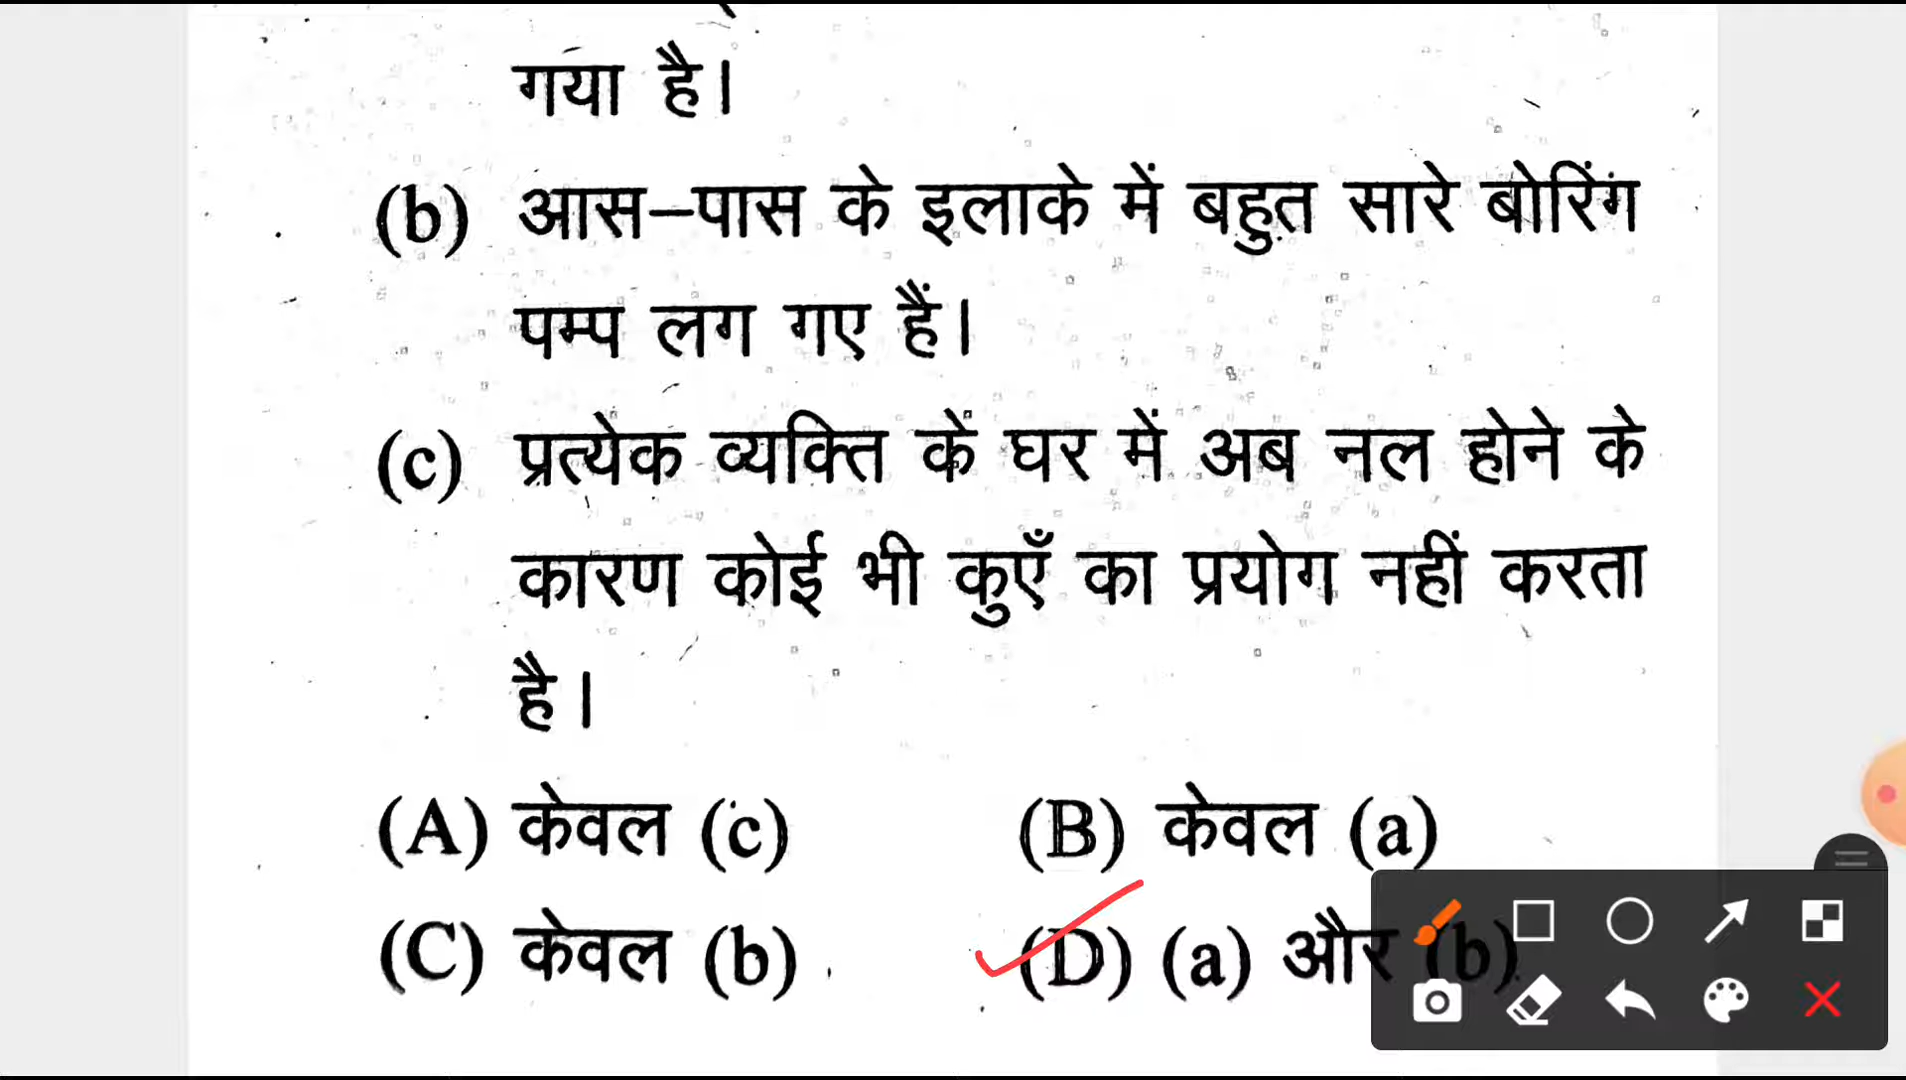 गया है।
(b) आस–पास के इलाके में बहुत सारे बोरिंग
पम्प लग गए हैं।
(c) प्रत्येक व्यक्ति कें घर में अब नल होने के
कारण कोई भी कुएँ का प्रयोग नहीं करता
है।
(A) केवल (c) (B) केवल (a)
(C) केवल (b) (D) (a) और (b)